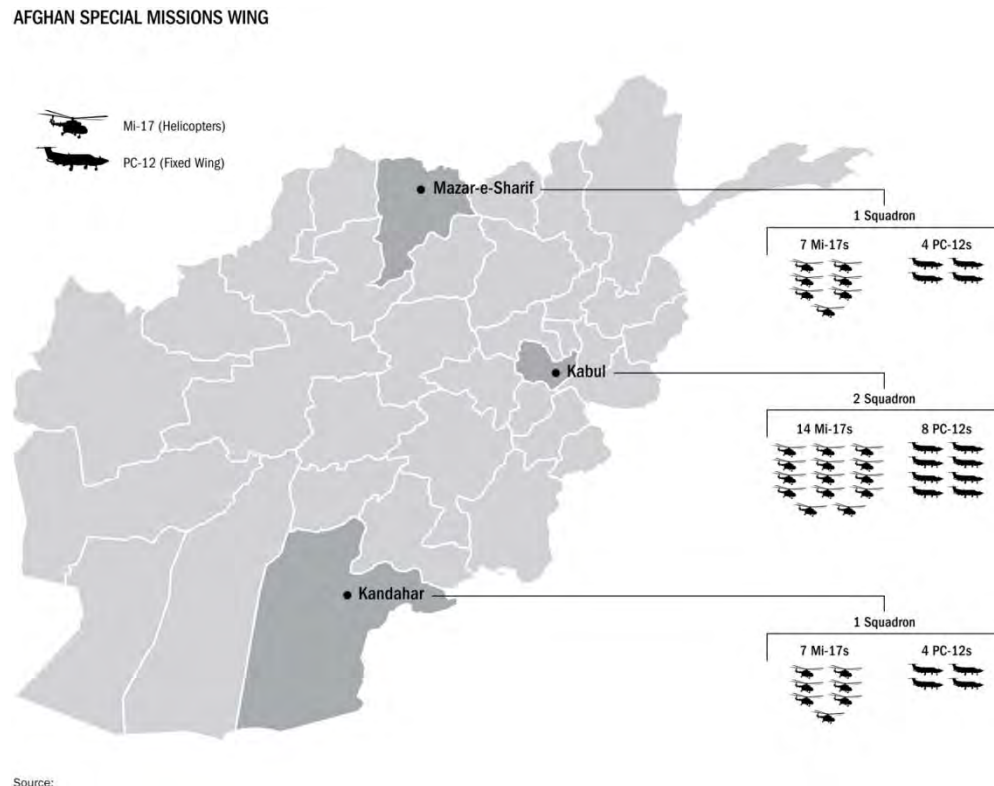 AFGHAN SPECIAL MISSIONS WING
Mi-17 (Helicopters)
PC-12 (Fixed Wing)
Mazar-e-Sharif
1 Squadron
7 Mi-17s
4 PC-12s
Kabul
2 Squadron
14 Mi-17s
8 PC-12s
Kandahar
1 Squadron
7 Mi-17s
4 PC-12s
Source: